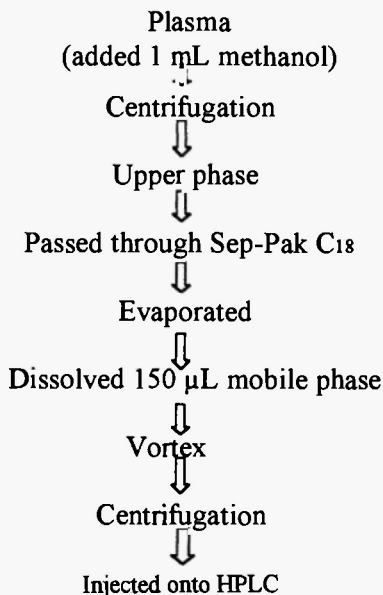 Plasma
(added 1 mL methanol)
Centrifugation
Upper phase
Passed through Sep-Pak C18
Evaporated
Dissolved 150 µL mobile phase
Vortex
Centrifugation
Injected onto HPLC